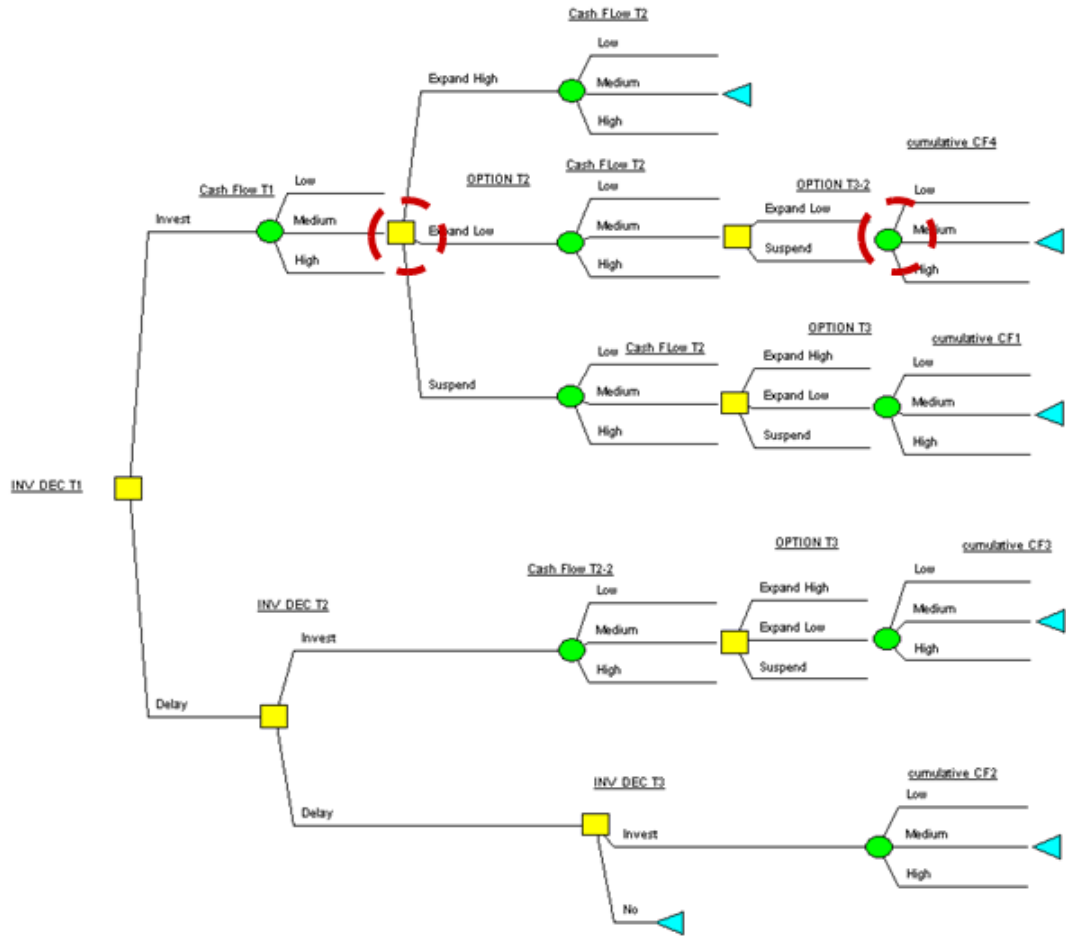 Cash FLow T2
Low
Expand High
Medium
High
cumulative CF4
OPTION T2
Cash FLow T2
Cash Flow T1
Low
Low
OPTION T3-2
Low
Invest
Medium
Expand Low
Medium
Expand Low
Medium
High
High
Suspend
High
OPTION T3
Low Cash FLow T2
cumulative CF1
Expand High
Low
Suspend
Medium
Expand Low
Medium
High
Suspend
High
INV DEC T1
OPTION T3
cumulative CF3
Cash Flow T2-2
Low
Expand High
Low
INV DEC T2
Invest
Medium
Expand Low
Medium
High
Suspend
High
Delay
INV DEC T3
cumulative CF2
Low
Delay
Invest
Medium
High
No